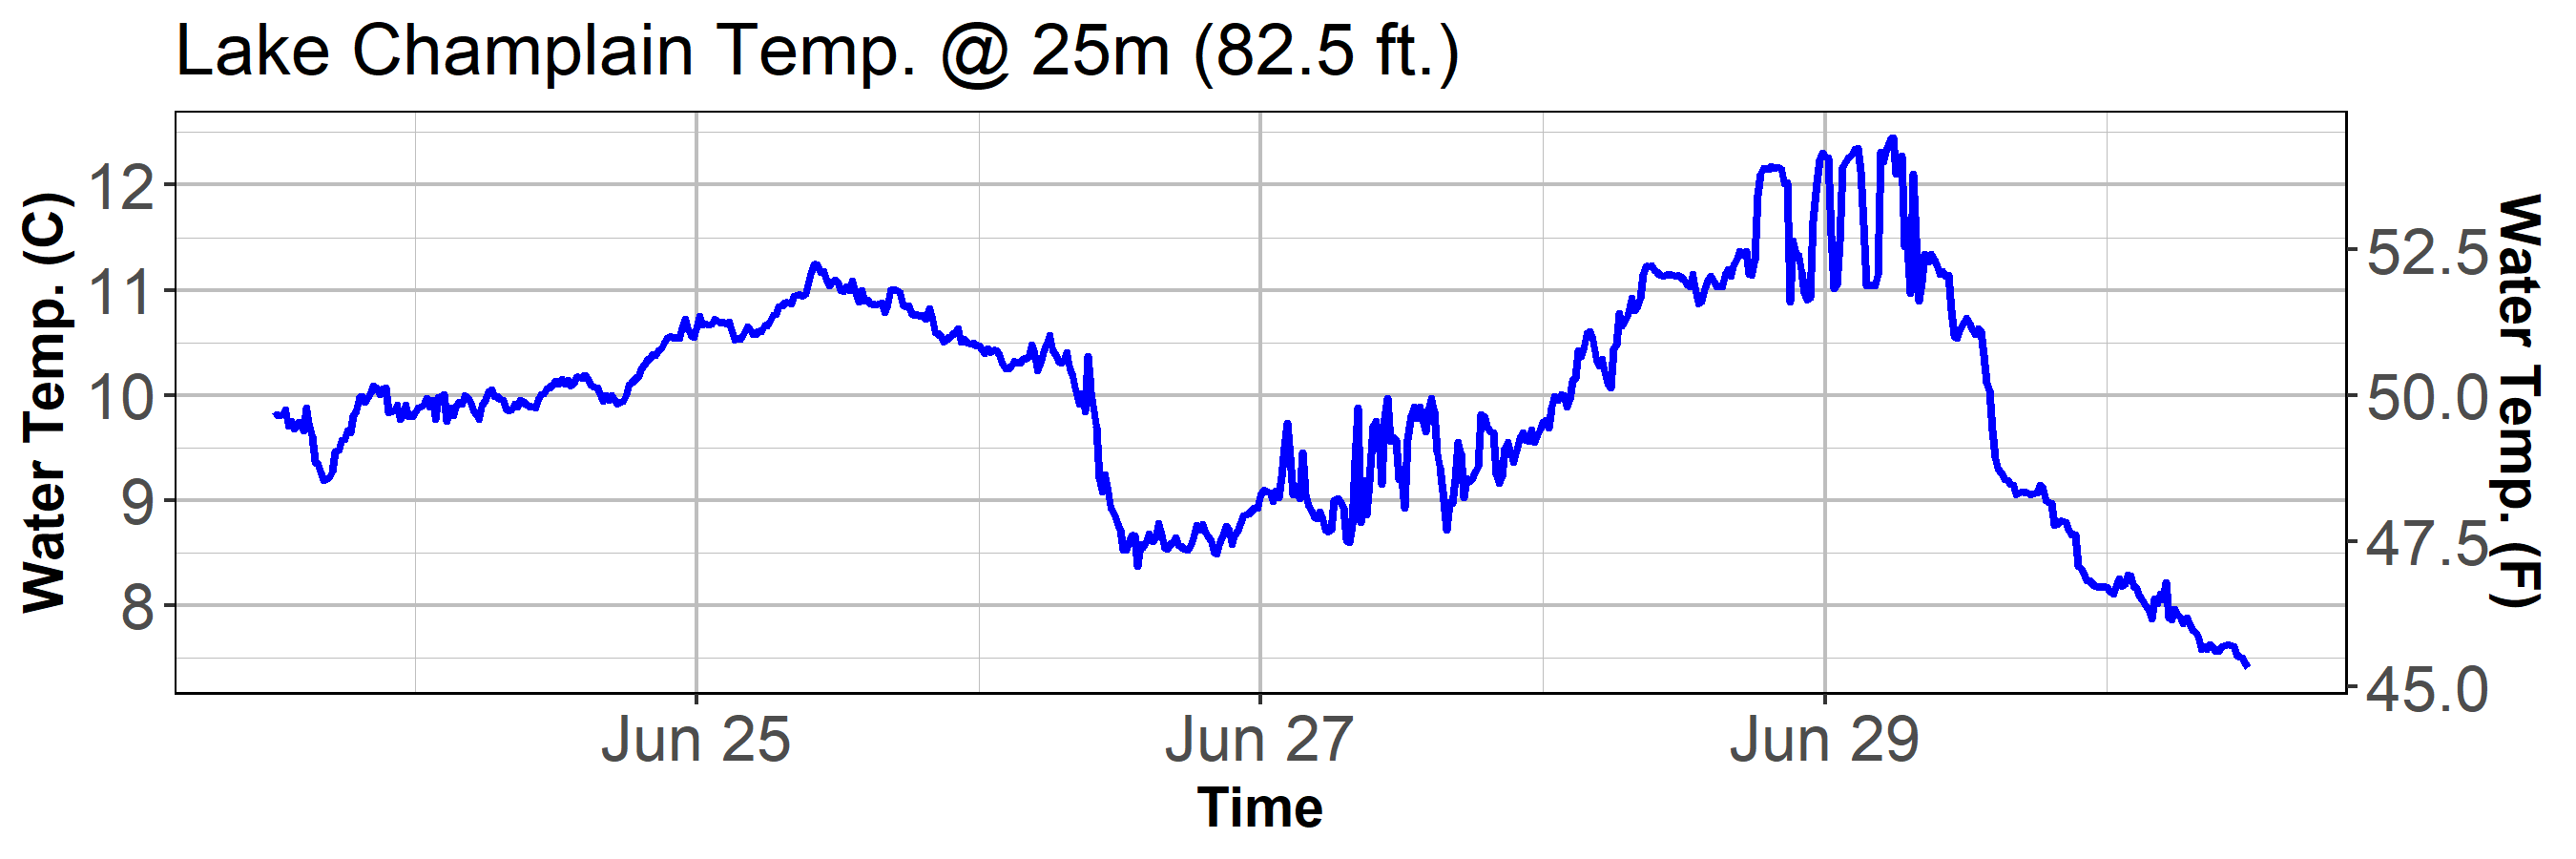 Lake Champlain Temp. @ 25m (82.5 ft.)
Water Temp. (C)
12
11
10
9
8
52.5
50.0
47.5
45.0
Water Temp. (F)
Jun 25
Jun 27
Jun 29
Time